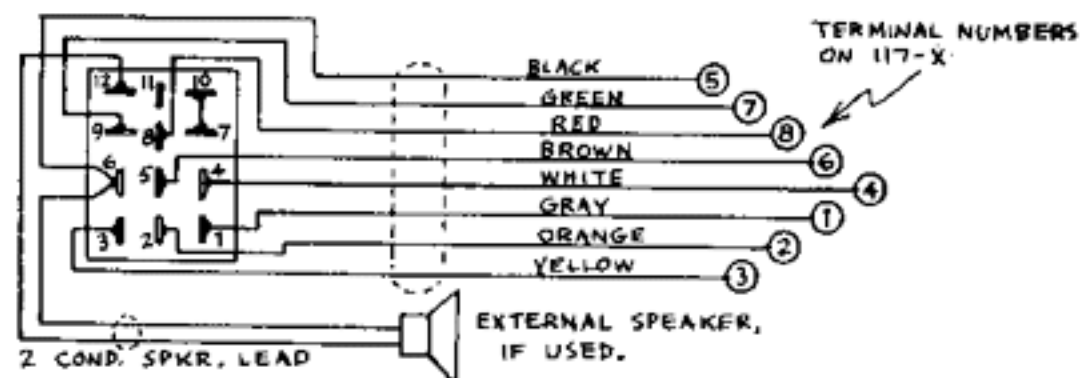 TERMINAL NUMBERS
ON 117-X
BLACK
5
GREEN
7
RED
8
BROWN
6
WHITE
4
GRAY
1
ORANGE
2
YELLOW
3
12 11 10
9 8 7
6 5 4
3 2 1
EXTERNAL SPEAKER,
IF USED.
2 COND. SPKR. LEAD